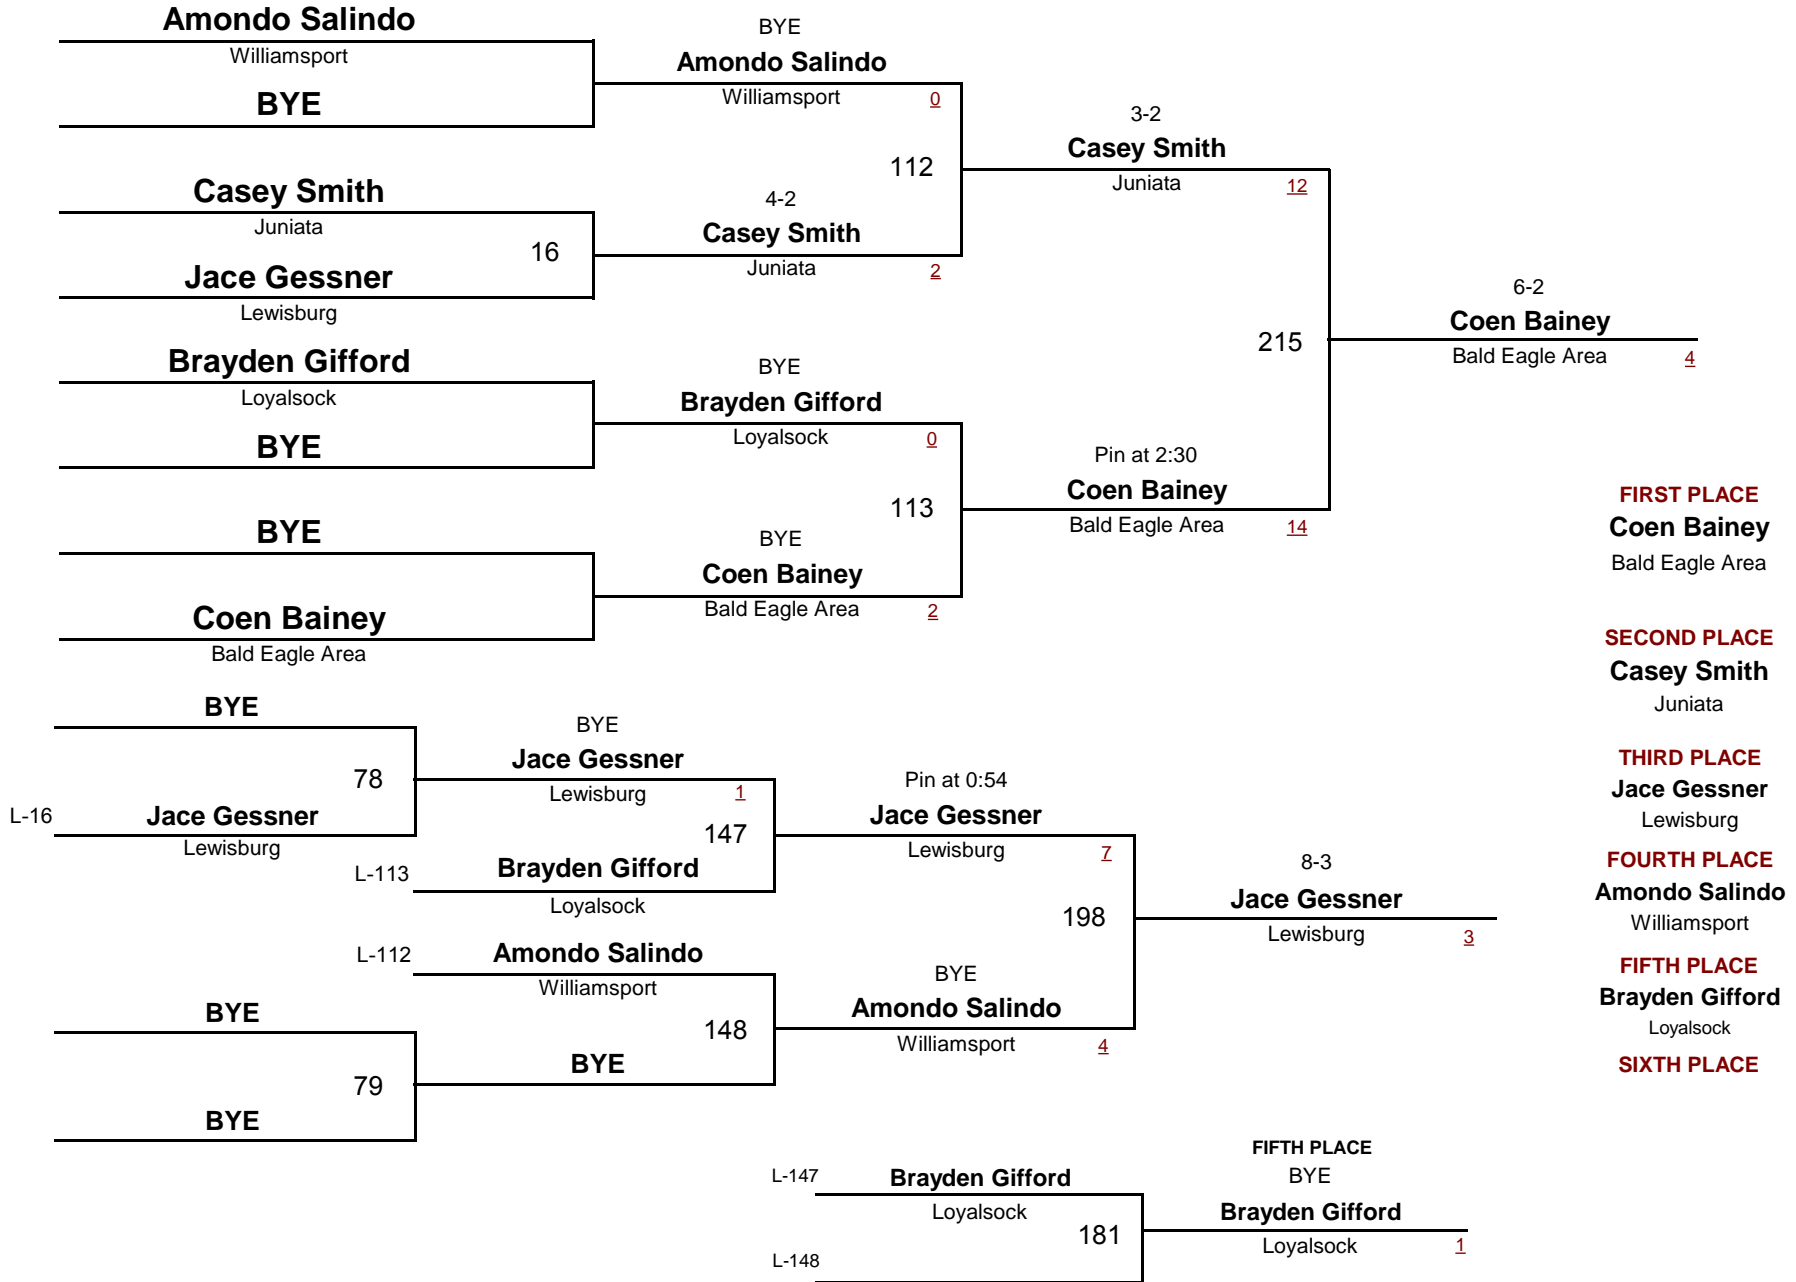 Amondo Salindo
Williamsport
BYE
BYE
Amondo Salindo
Williamsport
0
Casey Smith
Juniata
16
Jace Gessner
Lewisburg
4-2
Casey Smith
Juniata
2
112
3-2
Casey Smith
Juniata
12
Brayden Gifford
Loyalsock
BYE
BYE
Brayden Gifford
Loyalsock
0
BYE
Coen Bainey
Bald Eagle Area
BYE
Coen Bainey
Bald Eagle Area
2
113
Pin at 2:30
Coen Bainey
Bald Eagle Area
14
215
6-2
Coen Bainey
Bald Eagle Area
4
FIRST PLACE
Coen Bainey
Bald Eagle Area
SECOND PLACE
Casey Smith
Juniata
THIRD PLACE
Jace Gessner
Lewisburg
FOURTH PLACE
Amondo Salindo
Williamsport
FIFTH PLACE
Brayden Gifford
Loyalsock
SIXTH PLACE
BYE
78
L-16
Jace Gessner
Lewisburg
BYE
Jace Gessner
Lewisburg
1
147
L-113
Brayden Gifford
Loyalsock
Pin at 0:54
Jace Gessner
Lewisburg
7
L-112
Amondo Salindo
Williamsport
BYE
79
BYE
148
BYE
BYE
Amondo Salindo
Williamsport
4
198
8-3
Jace Gessner
Lewisburg
3
L-147
Brayden Gifford
Loyalsock
181
L-148
FIFTH PLACE
BYE
Brayden Gifford
Loyalsock
1